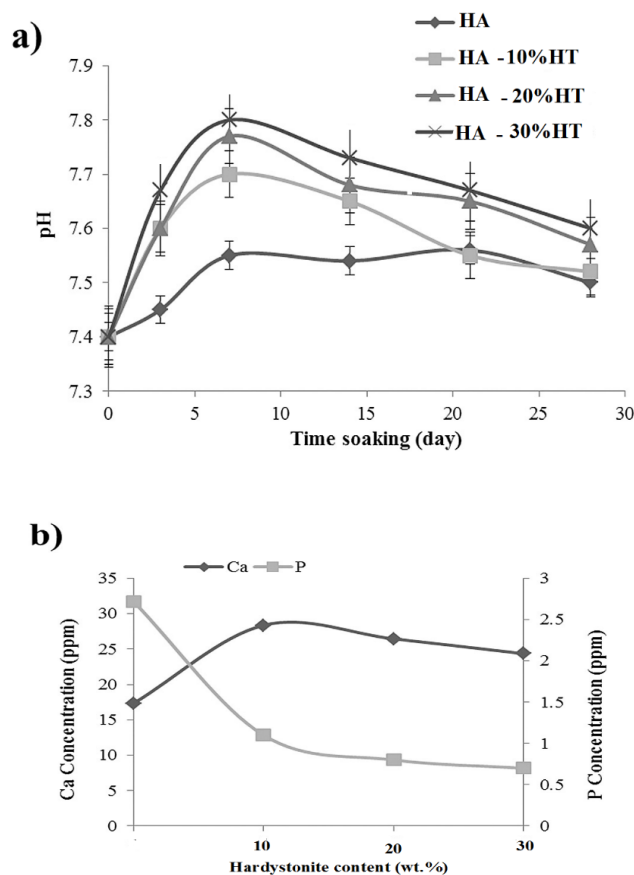 a)
HA
HA -10%HT
HA -20%HT
HA - 30%HT
7.9
7.8
7.7
7.6
7.5
7.4
7.3
pH
0 5 10 15 20 25 30
Time soaking (day)
b)
Ca P
35
30
25
20
15
10
5
0
Ca Concentration (ppm)
3
2.5
2
1.5
1
0.5
0
P Concentration (ppm)
10 20 30
Hardystonite content (wt.%)